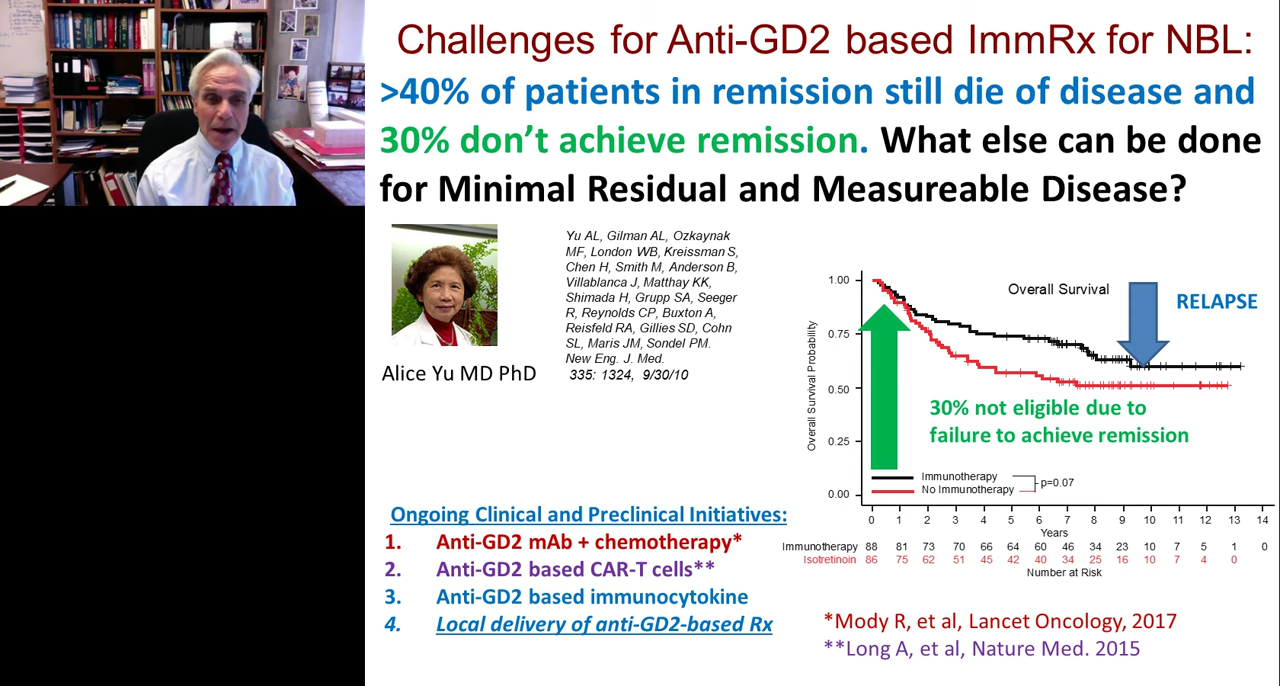 Challenges for Anti-GD2 based ImmRx for NBL:
>40% of patients in remission still die of disease and
30% don’t achieve remission. What else can be done
for Minimal Residual and Measureable Disease?
Alice Yu MD PhD
Yu AL, Gilman AL, Ozkaynak
MF, London WB, Kreissman S,
Chen H, Smith M, Anderson B,
Villablanca J, Matthay KK,
Shimada H, Grupp SA, Seeger
R, Reynolds CP, Buxton A,
Reisfeld RA, Gillies SD, Cohn
SL, Maris JM, Sondel PM.
New Eng. J. Med.
335: 1324, 9/30/10
Overall Survival
RELAPSE
Overall Survival Probability
1.00
0.75
0.50
0.25
0.00
30% not eligible due to
failure to achieve remission
Immunotherapy
No Immunotherapy
p=0.07
0 1 2 3 4 5 6 7 8 9 10 11 12 13 14
Years
Immunotherapy 88 81 73 70 66 64 60 46 34 23 10 7 5 1 0
Isotretinoin 86 75 62 51 45 42 40 34 25 16 10 7 4 0
Number at Risk
Ongoing Clinical and Preclinical Initiatives:
1. Anti-GD2 mAb + chemotherapy*
2. Anti-GD2 based CAR-T cells**
3. Anti-GD2 based immunocytokine
4. Local delivery of anti-GD2-based Rx
*Mody R, et al, Lancet Oncology, 2017
**Long A, et al, Nature Med. 2015